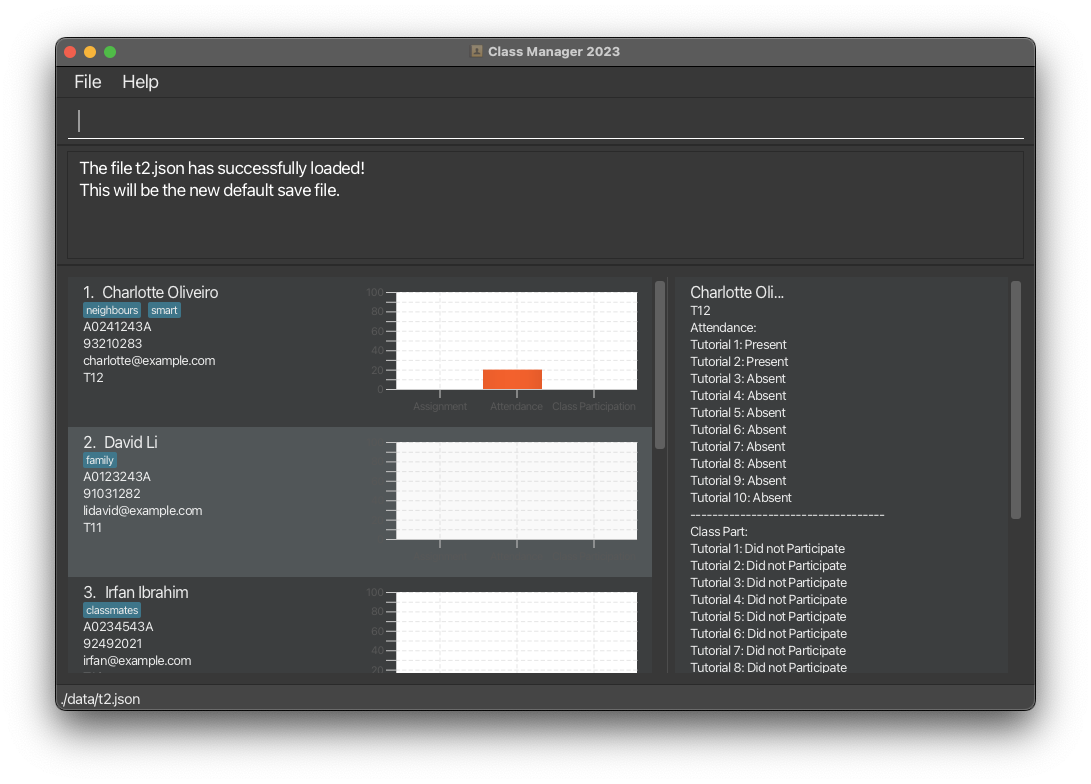 Class Manager 2023
File Help
The file t2.json has successfully loaded!
This will be the new default save file.
1. Charlotte Oliveiro
neighbours smart
A0241243A
93210283
charlotte@example.com
T12
100
80
60
40
20
0
Assignment Attendance Class Participation
2. David Li
family
A0123243A
91031282
lidavid@example.com
T11
3. Irfan Ibrahim
classmates
A0234543A
92492021
irfan@example.com
100
80
60
40
20
Charlotte Oli...
T12
Attendance:
Tutorial 1: Present
Tutorial 2: Present
Tutorial 3: Absent
Tutorial 4: Absent
Tutorial 5: Absent
Tutorial 6: Absent
Tutorial 7: Absent
Tutorial 8: Absent
Tutorial 9: Absent
Tutorial 10: Absent
-----------------------------------
Class Part:
Tutorial 1: Did not Participate
Tutorial 2: Did not Participate
Tutorial 3: Did not Participate
Tutorial 4: Did not Participate
Tutorial 5: Did not Participate
Tutorial 6: Did not Participate
Tutorial 7: Did not Participate
Tutorial 8: Did not Participate
./data/t2.json